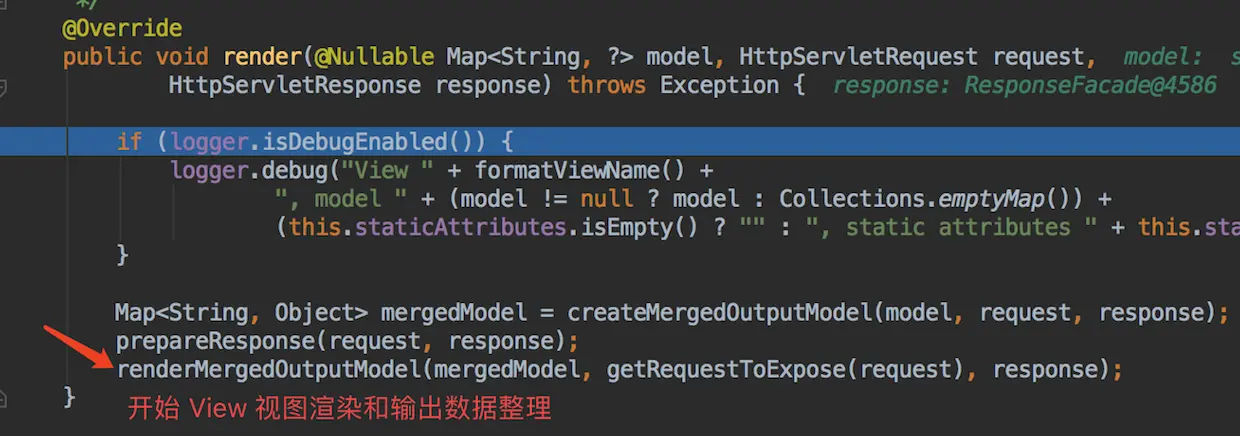 */
@Override
public void render(@Nullable Map<String, ?> model, HttpServletRequest request,  model:  s
HttpServletResponse response) throws Exception {  response: ResponseFacade@4586
if (logger.isDebugEnabled()) {
logger.debug("View " + formatViewName() +
", model " + (model != null ? model : Collections.emptyMap()) +
(this.staticAttributes.isEmpty() ? "" : ", static attributes " + this.sta
}
Map<String, Object> mergedModel = createMergedOutputModel(model, request, response);
prepareResponse(request, response);
renderMergedOutputModel(mergedModel, getRequestToExpose(request), response);
}
开始 View 视图渲染和输出数据整理